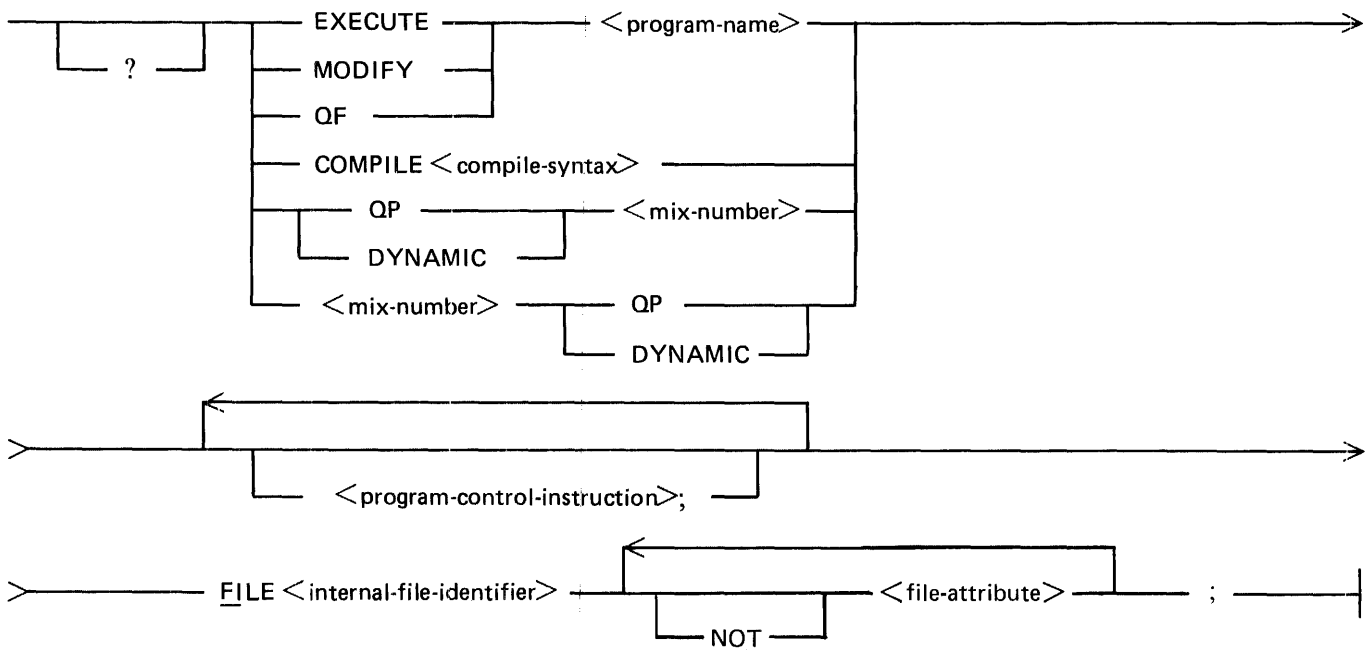 EXECUTE <program-name>
?
MODIFY
QF
COMPILE <compile-syntax>
QP <mix-number>
DYNAMIC
<mix-number> QP
DYNAMIC
<program-control-instruction>;
FILE <internal-file-identifier> <file-attribute> ;
NOT